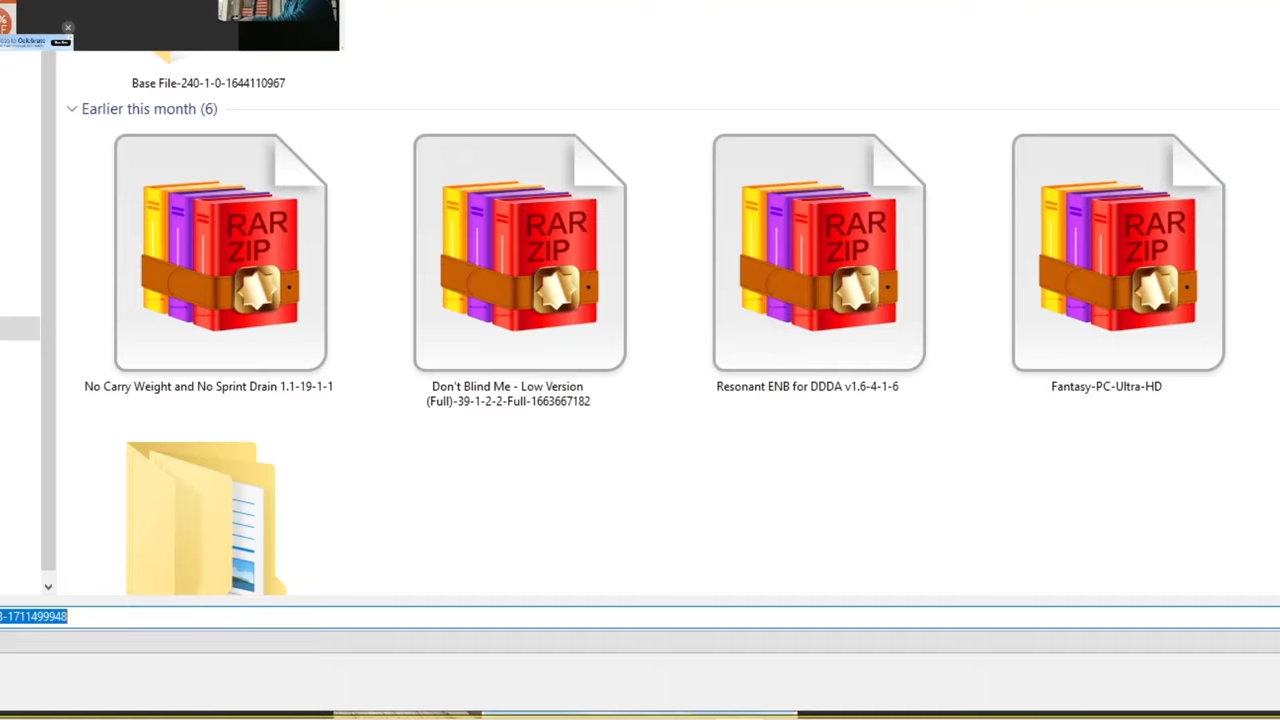 Celebrate
Base File-240-1-0-1644110967
Earlier this month (6)
RAR
ZIP
RAR
ZIP
RAR
ZIP
RAR
ZIP
No Carry Weight and No Sprint Drain 1.1-19-1-1
Don't Blind Me - Low Version
(Full)-39-1-2-2-Full-1663667182
Resonant ENB for DDDA v1.6-4-1-6
Fantasy-PC-Ultra-HD
-1711499948